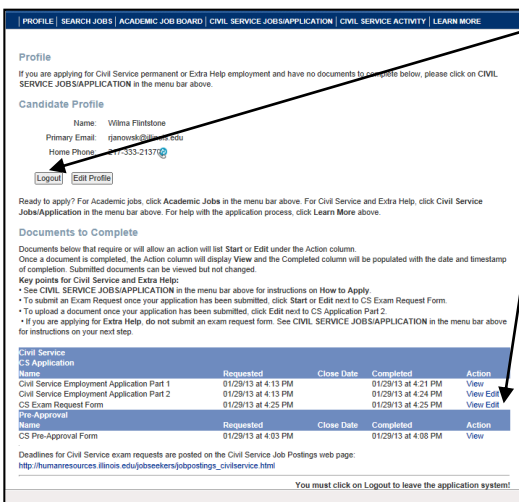 | PROFILE | SEARCH JOBS | ACADEMIC JOB BOARD | CIVIL SERVICE JOBS/APPLICATION | CIVIL SERVICE ACTIVITY | LEARN MORE
Profile
If you are applying for Civil Service permanent or Extra Help employment and have no documents to complete below, please click on CIVIL
SERVICE JOBS/APPLICATION in the menu bar above.
Candidate Profile
Name: Wilma Flintstone
Primary Email: rjanowsk@illinois.edu
Home Phone: 217-333-2137
Logout Edit Profile
Ready to apply? For Academic jobs, click Academic Jobs in the menu bar above. For Civil Service and Extra Help, click Civil Service
Jobs/Application in the menu bar above. For help with the application process, click Learn More above.
Documents to Complete
Documents below that require or will allow an action will list Start or Edit under the Action column.
Once a document is completed, the Action column will display View and the Completed column will be populated with the date and timestamp
of completion. Submitted documents can be viewed but not changed.
Key points for Civil Service and Extra Help:
• See CIVIL SERVICE JOBS/APPLICATION in the menu bar above for instructions on How to Apply.
• To submit an Exam Request once your application has been submitted, click Start or Edit next to CS Exam Request Form.
• To upload a document once your application has been submitted, click Edit next to CS Application Part 2.
• If you are applying for Extra Help, do not submit an exam request form. See CIVIL SERVICE JOBS/APPLICATION in the menu bar above
for instructions on your next step.
Civil Service
CS Application
Name Requested Close Date Completed Action
Civil Service Employment Application Part 1 01/29/13 at 4:13 PM 01/29/13 at 4:21 PM View
Civil Service Employment Application Part 2 01/29/13 at 4:13 PM 01/29/13 at 4:24 PM View Edit
CS Exam Request Form 01/29/13 at 4:25 PM 01/29/13 at 4:25 PM View Edit
Pre-Approval
Name Requested Close Date Completed Action
CS Pre-Approval Form 01/29/13 at 4:03 PM 01/29/13 at 4:08 PM View
Deadlines for Civil Service exam requests are posted on the Civil Service Job Postings web page:
http://humanresources.illinois.edu/jobseekers/jobpostings_civilservice.html
You must click on Logout to leave the application system!